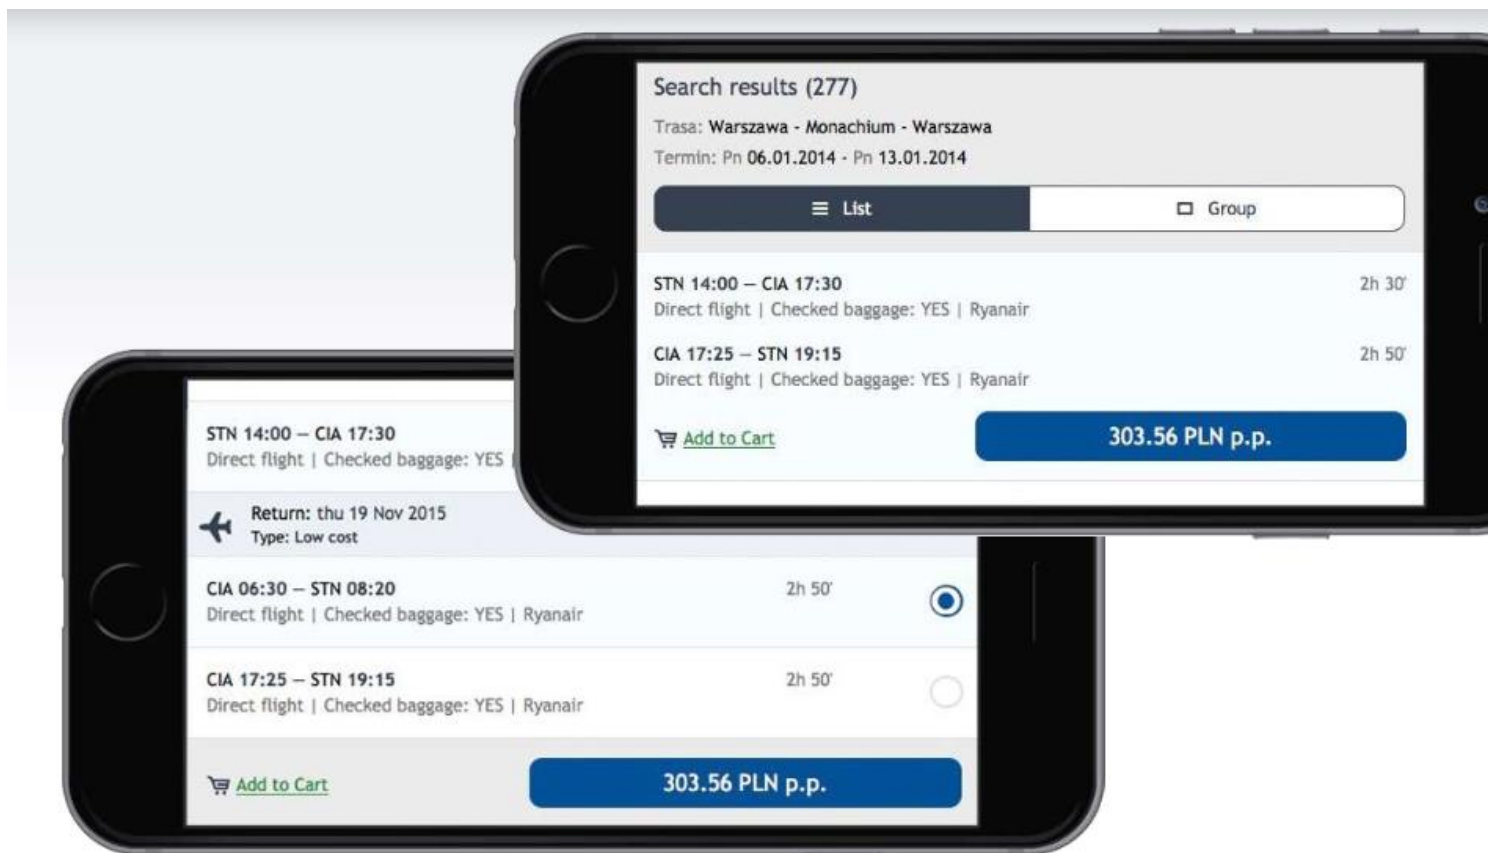 Search results (277)
Trasa: Warszawa - Monachium - Warszawa
Termin: Pn 06.01.2014 - Pn 13.01.2014
List
Group
STN 14:00 — CIA 17:30
2h 30'
Direct flight | Checked baggage: YES | Ryanair
CIA 17:25 — STN 19:15
2h 50'
Direct flight | Checked baggage: YES | Ryanair
Add to Cart
303.56 PLN p.p.
STN 14:00 — CIA 17:30
Direct flight | Checked baggage: YES |
Return: thu 19 Nov 2015
Type: Low cost
CIA 06:30 — STN 08:20
2h 50'
Direct flight | Checked baggage: YES | Ryanair
CIA 17:25 — STN 19:15
2h 50'
Direct flight | Checked baggage: YES | Ryanair
Add to Cart
303.56 PLN p.p.